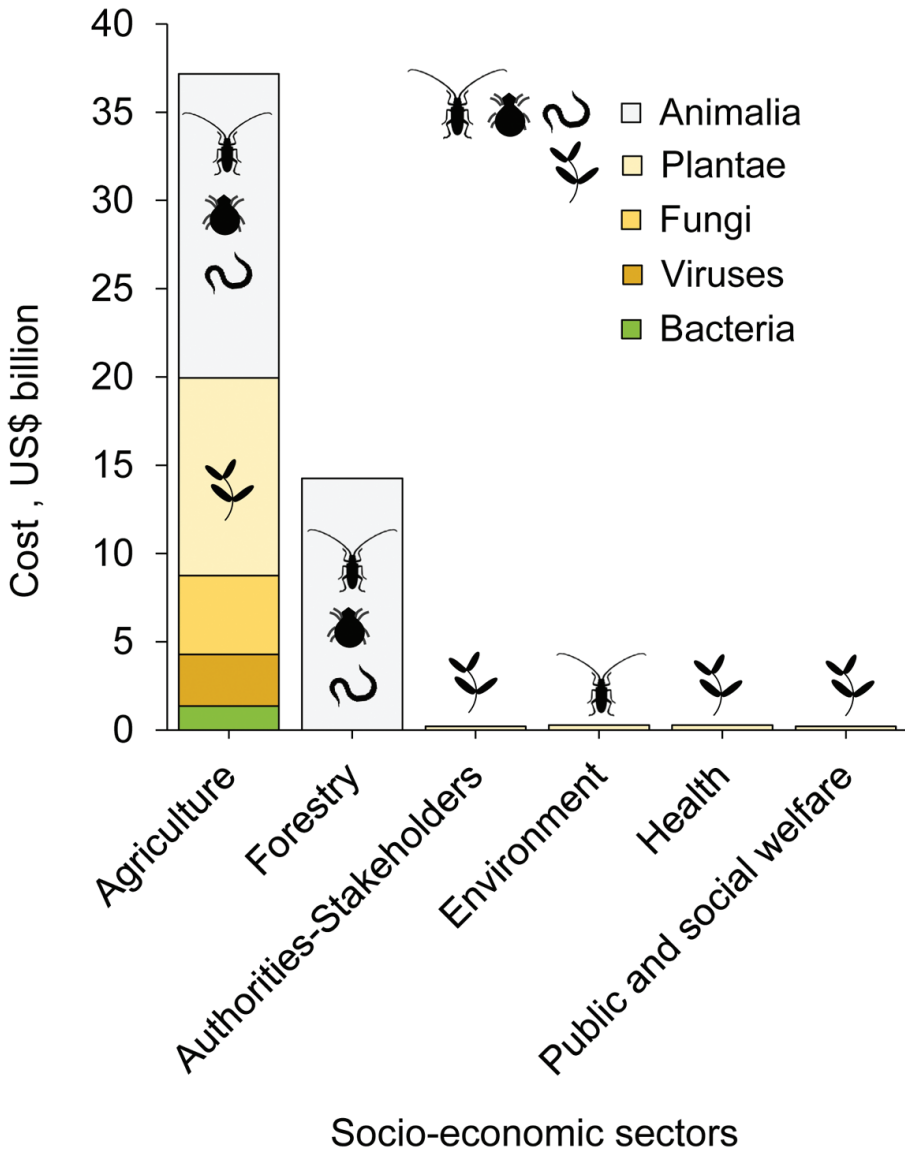 40
35
30
25
20
15
10
5
0
Cost , US$ billion
Animalia
Plantae
Fungi
Viruses
Bacteria
Agriculture
Forestry
Authorities-Stakeholders
Environment
Health
Public and social welfare
Socio-economic sectors